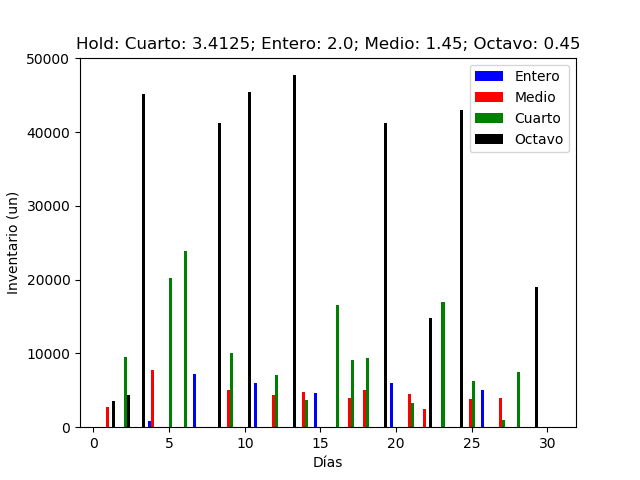 Hold: Cuarto: 3.4125; Entero: 2.0; Medio: 1.45; Octavo: 0.45
50000
40000
30000
20000
10000
0
Inventario (un)
Entero
Medio
Cuarto
Octavo
0 5 10 15 20 25 30
Días